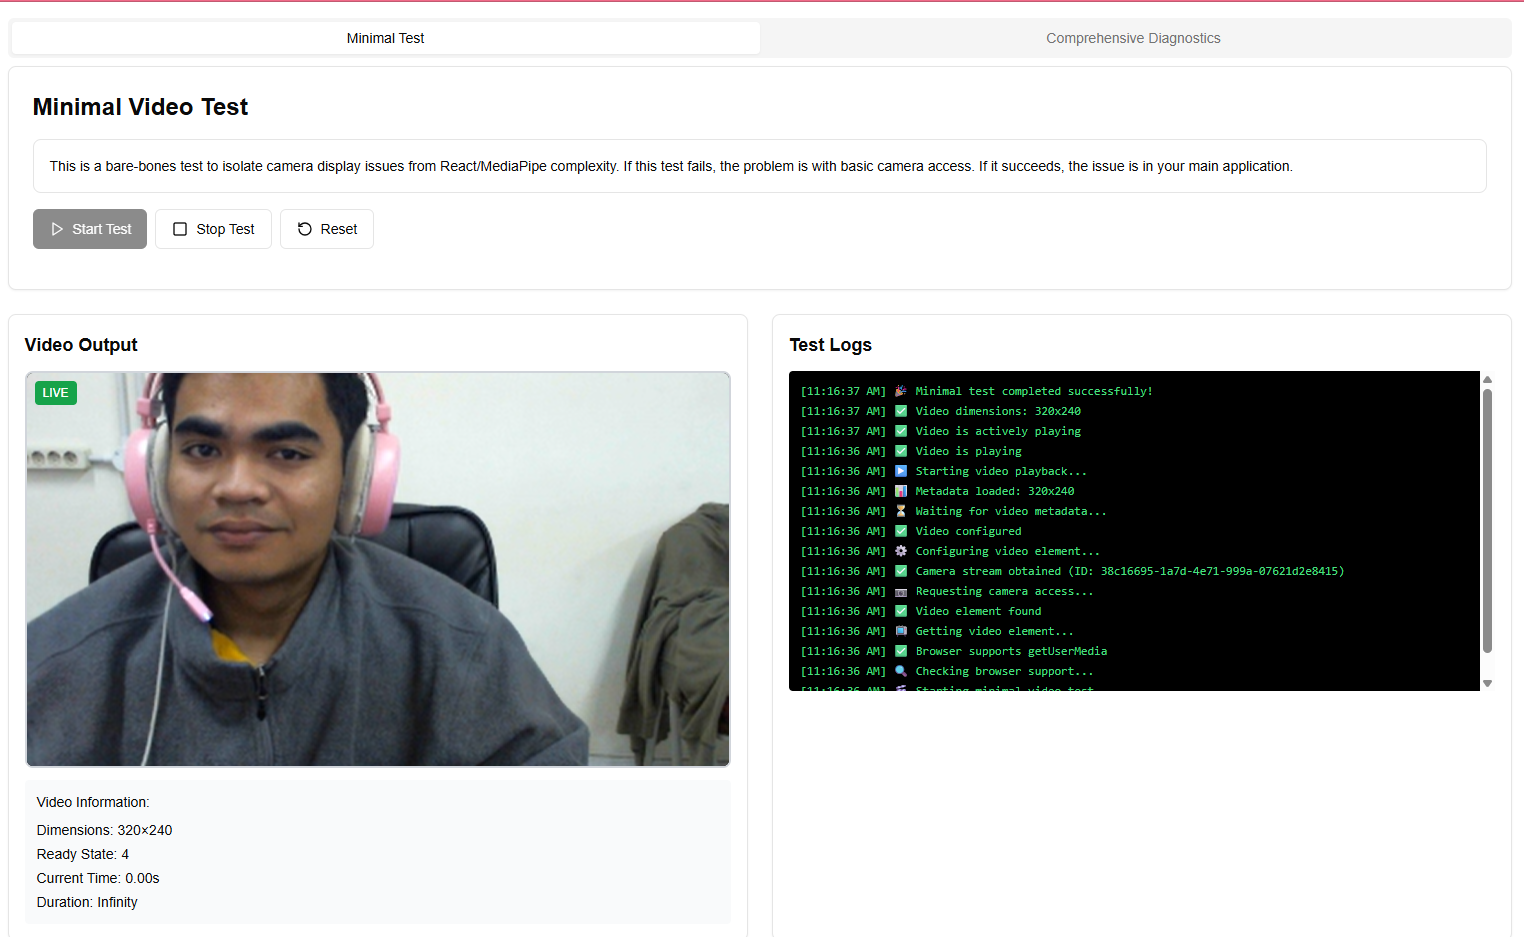 Minimal Test
Comprehensive Diagnostics
Minimal Video Test
This is a bare-bones test to isolate camera display issues from React/MediaPipe complexity. If this test fails, the problem is with basic camera access. If it succeeds, the issue is in your main application.
Start Test
Stop Test
Reset
Video Output
LIVE
Video Information:
Dimensions: 320×240
Ready State: 4
Current Time: 0.00s
Duration: Infinity
Test Logs
[11:16:37 AM] 🎉 Minimal test completed successfully!
[11:16:37 AM] ✅ Video dimensions: 320x240
[11:16:37 AM] ✅ Video is actively playing
[11:16:36 AM] ✅ Video is playing
[11:16:36 AM] ▶️ Starting video playback...
[11:16:36 AM] 📊 Metadata loaded: 320x240
[11:16:36 AM] ⏳ Waiting for video metadata...
[11:16:36 AM] ✅ Video configured
[11:16:36 AM] ⚙️ Configuring video element...
[11:16:36 AM] ✅ Camera stream obtained (ID: 38c16695-1a7d-4e71-999a-07621d2e8415)
[11:16:36 AM] 📷 Requesting camera access...
[11:16:36 AM] ✅ Video element found
[11:16:36 AM] 📺 Getting video element...
[11:16:36 AM] ✅ Browser supports getUserMedia
[11:16:36 AM] 🔍 Checking browser support...
[11:16:36 AM] 🎬 Starting minimal video test